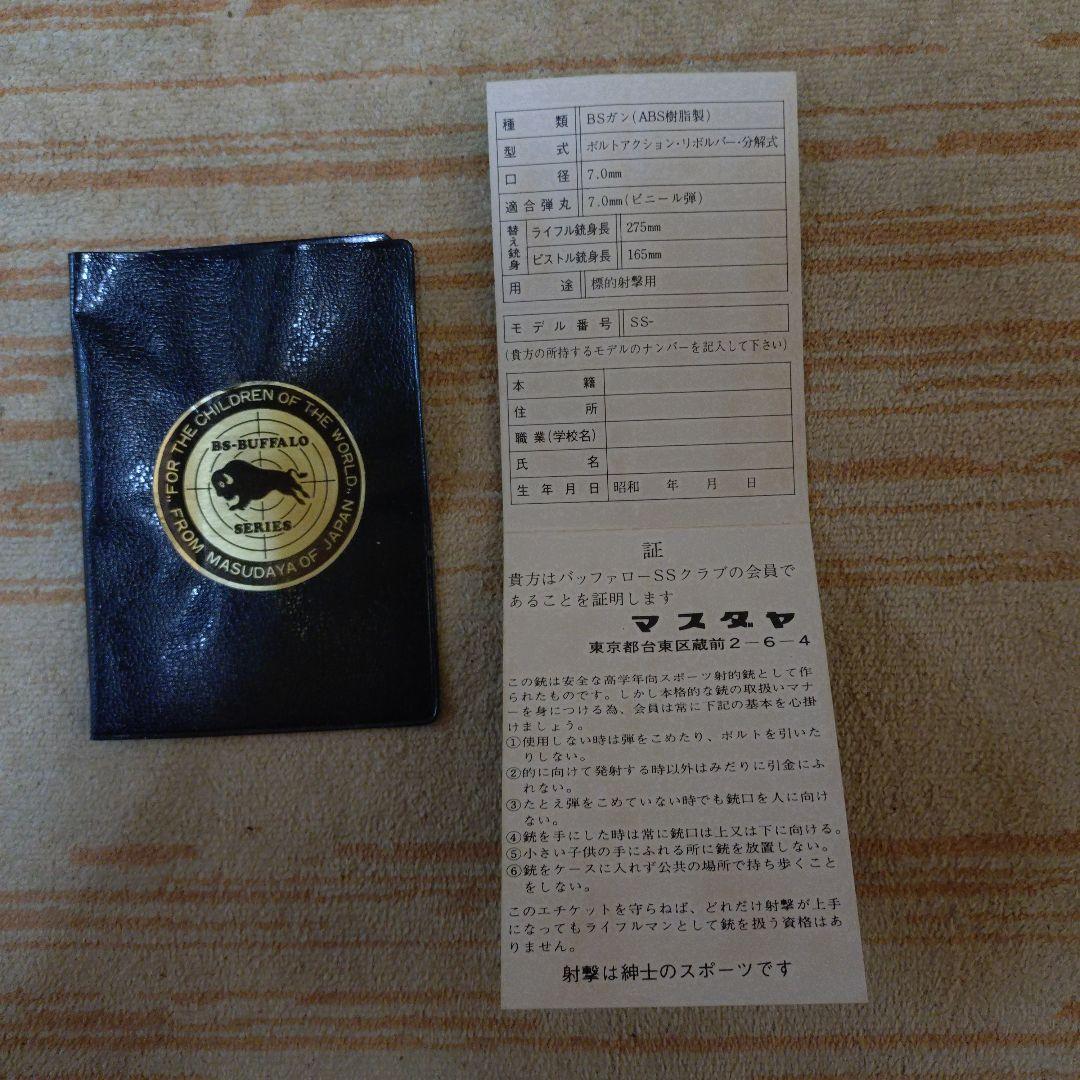 "FOR THE CHILDREN OF THE WORLD"
BS-BUFFALO
SERIES
FROM MASUDAYA OF JAPAN
種類 BSガン(ABS樹脂製)
型式 ボルトアクション・リボルバー・分解式
口径 7.0mm
適合弾丸 7.0mm(ビニール弾)
替え銃身 ライフル銃身長 275mm
ピストル銃身長 165mm
用途 標的射撃用
モデル番号 SS-
(貴方の所持するモデルのナンバーを記入して下さい)
本籍
住所
職業(学校名)
氏名
生年月日 昭和 年 月 日
証
貴方はバッファローSSクラブの会員で
あることを証明します
マスダヤ
東京都台東区蔵前2-6-4
この銃は安全な高学年向スポーツ射的銃として作
られたものです。しかし本格的な銃の取扱いマナ
ーを身につける為、会員は常に下記の基本を心掛
けましょう。
①使用しない時は弾をこめたり、ボルトを引いた
りしない。
②的に向けて発射する時以外はみだりに引金にふ
れない。
③たとえ弾をこめていない時でも銃口を人に向け
ない。
④銃を手にした時は常に銃口は上又は下に向ける。
⑤小さい子供の手にふれる所に銃を放置しない。
⑥銃をケースに入れず公共の場所で持ち歩くこと
をしない。
このエチケットを守らねば、どれだけ射撃が上手
になってもライフルマンとして銃を扱う資格はあ
りません。
射撃は紳士のスポーツです